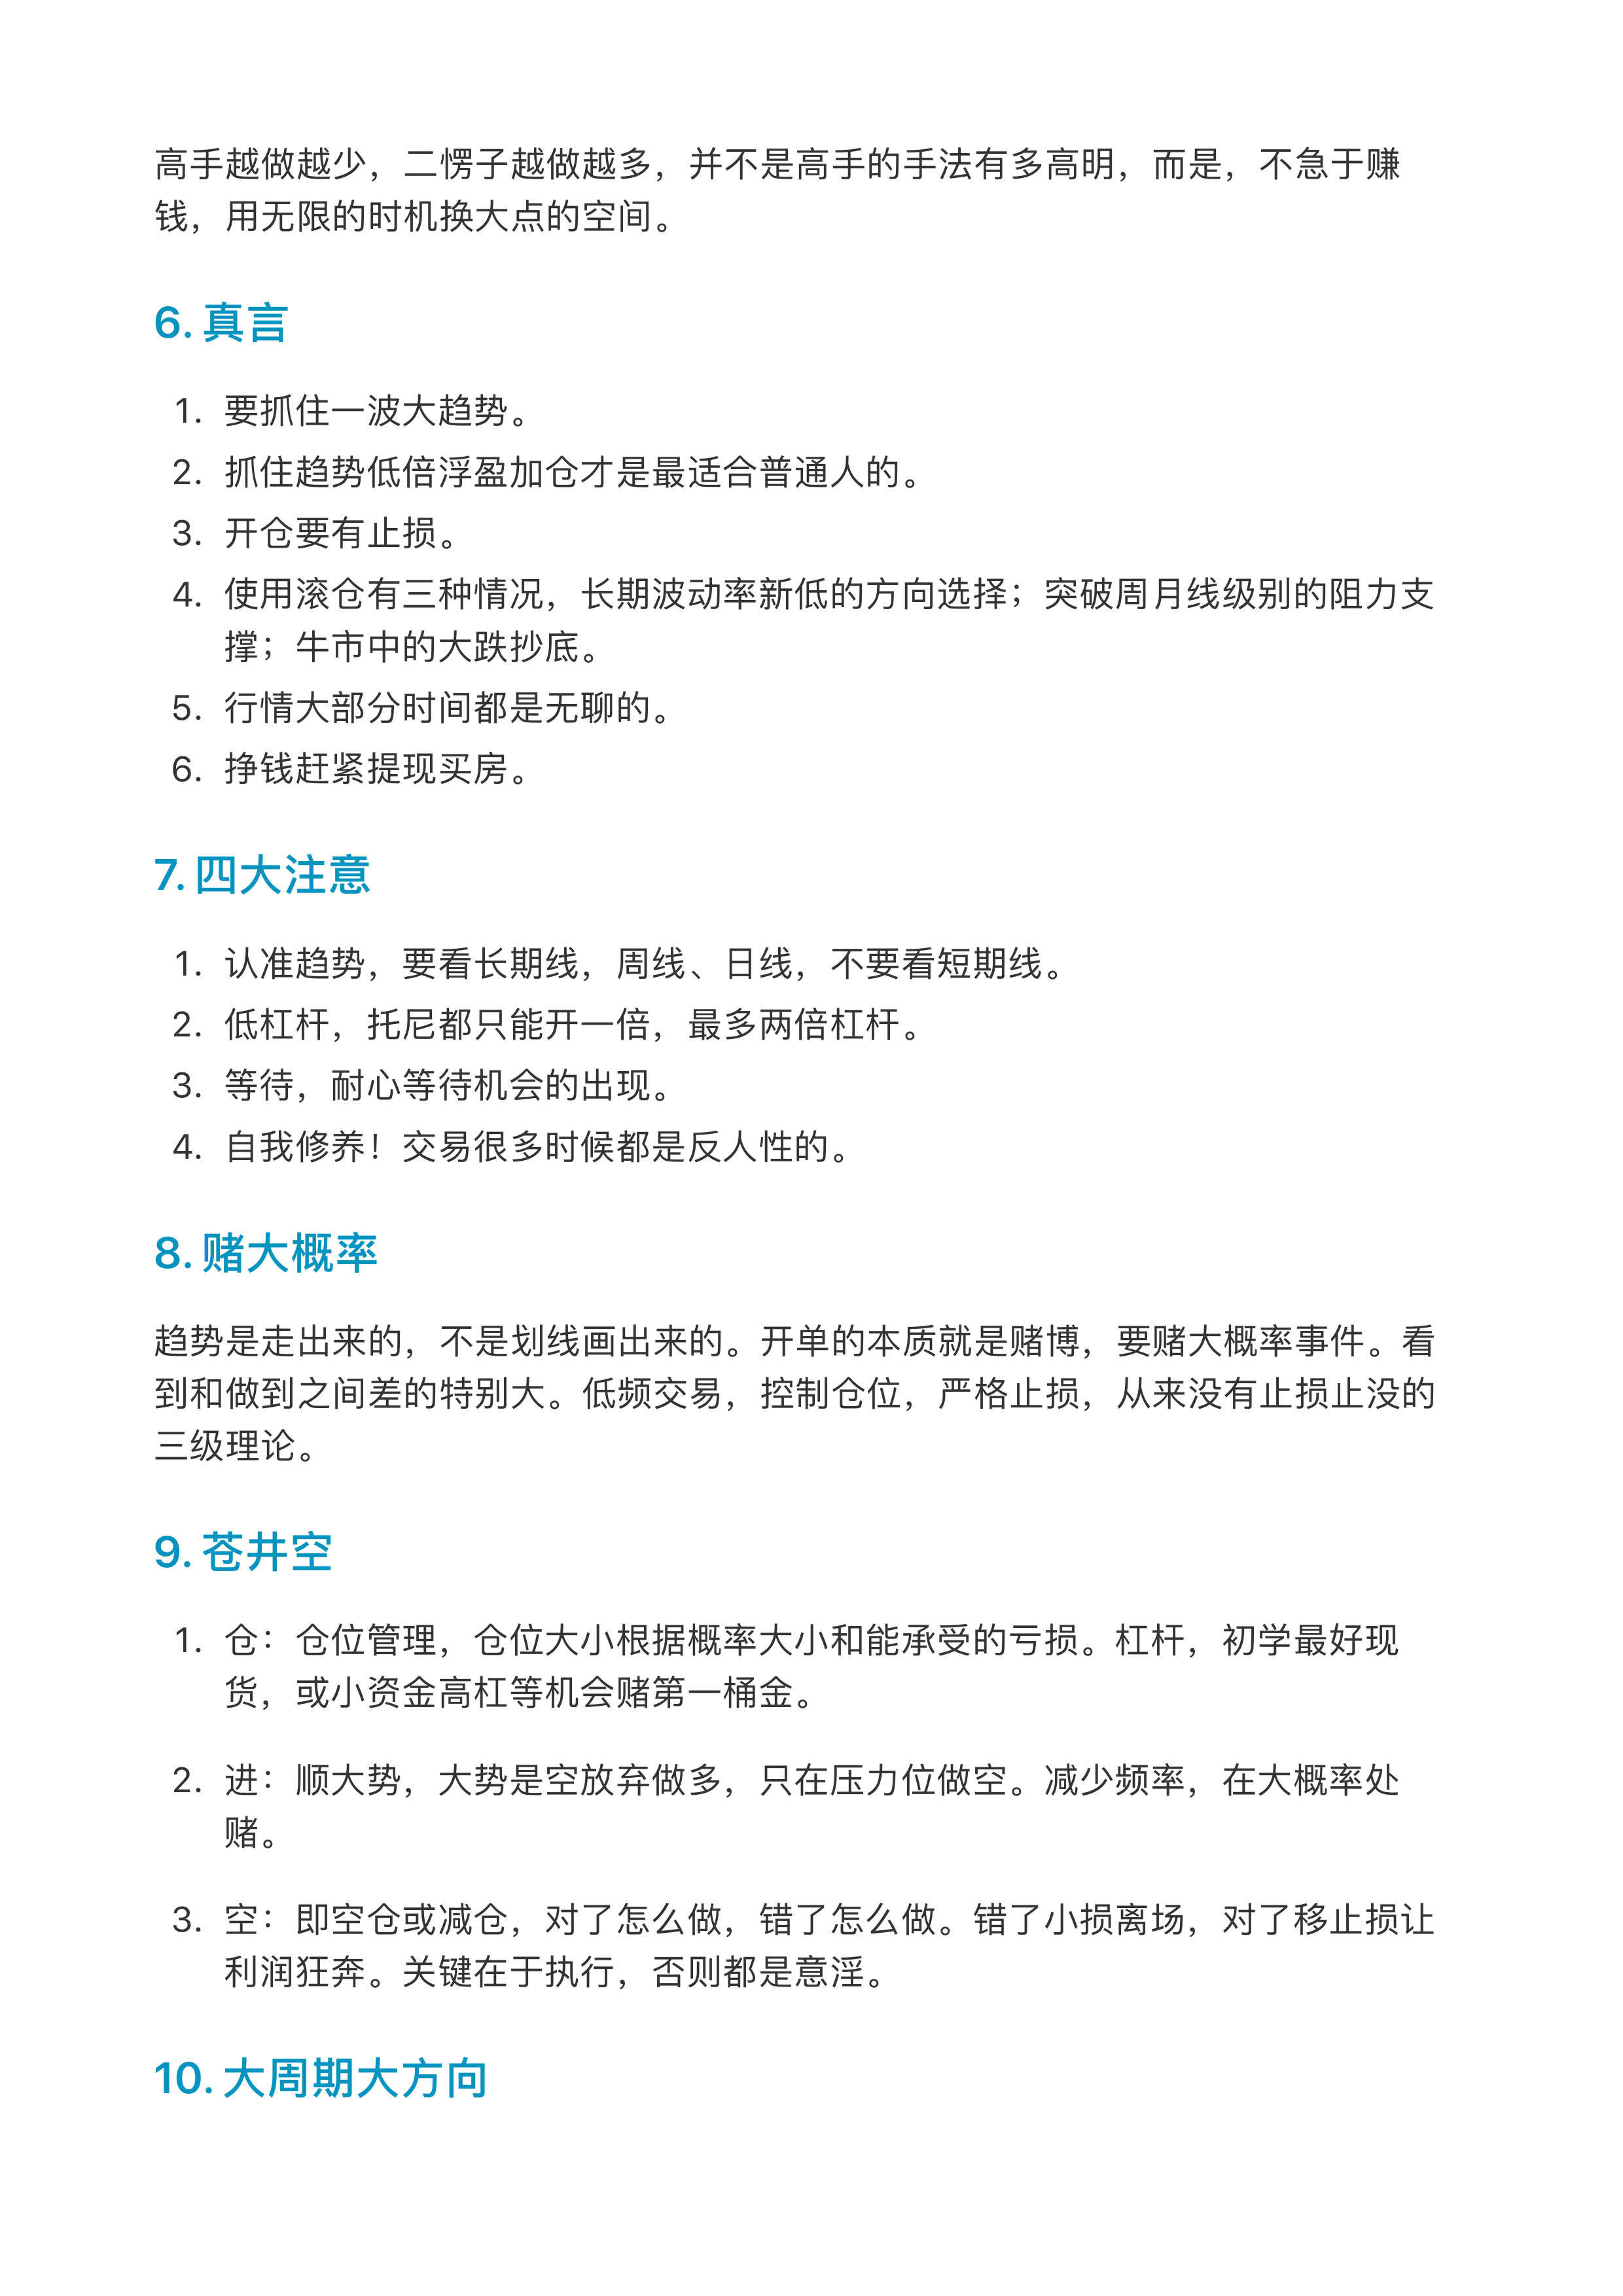 高手越做越少，二愣子越做越多，并不是高手的手法有多高明，而是，不急于赚
钱，用无限的时机换大点的空间。
6. 真言
1. 要抓住一波大趋势。
2. 抓住趋势低倍浮盈加仓才是最适合普通人的。
3. 开仓要有止损。
4. 使用滚仓有三种情况，长期波动率新低的方向选择；突破周月线级别的阻力支
撑；牛市中的大跌抄底。
5. 行情大部分时间都是无聊的。
6. 挣钱赶紧提现买房。
7. 四大注意
1. 认准趋势，要看长期线，周线、日线，不要看短期线。
2. 低杠杆，托尼都只能开一倍，最多两倍杠杆。
3. 等待，耐心等待机会的出现。
4. 自我修养！交易很多时候都是反人性的。
8. 赌大概率
趋势是走出来的，不是划线画出来的。开单的本质就是赌博，要赌大概率事件。看
到和做到之间差的特别大。低频交易，控制仓位，严格止损，从来没有止损止没的
三级理论。
9. 苍井空
1. 仓：仓位管理，仓位大小根据概率大小和能承受的亏损。杠杆，初学最好现
货，或小资金高杠等机会赌第一桶金。
2. 进：顺大势，大势是空放弃做多，只在压力位做空。减少频率，在大概率处
赌。
3. 空：即空仓或减仓，对了怎么做，错了怎么做。错了小损离场，对了移止损让
利润狂奔。关键在于执行，否则都是意淫。
10. 大周期大方向